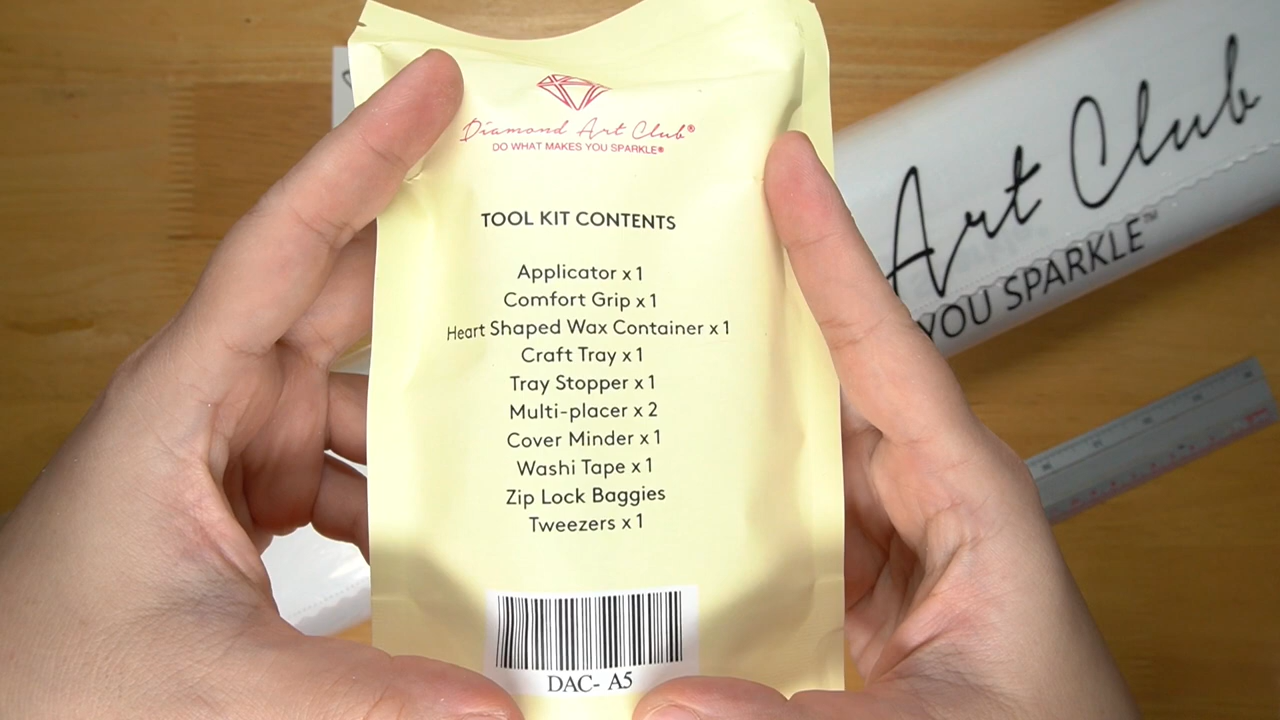 Diamond Art Club®
DO WHAT MAKES YOU SPARKLE®
TOOL KIT CONTENTS
Applicator x 1
Comfort Grip x 1
Heart Shaped Wax Container x 1
Craft Tray x 1
Tray Stopper x 1
Multi-placer x 2
Cover Minder x 1
Washi Tape x 1
Zip Lock Baggies
Tweezers x 1
DAC- A5
Art Club
YOU SPARKLE™